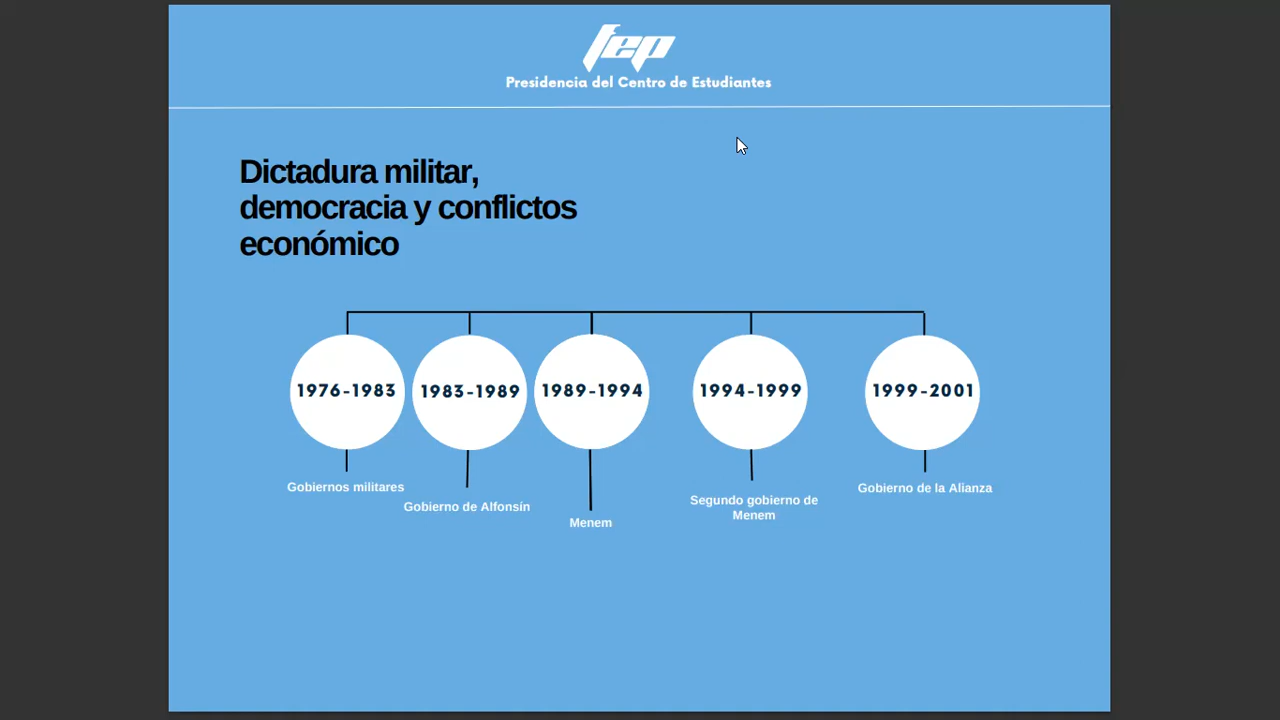 fep
Presidencia del Centro de Estudiantes
Dictadura militar,
democracia y conflictos
económico
1976-1983
1983-1989
1989-1994
1994-1999
1999-2001
Gobiernos militares
Gobierno de Alfonsín
Menem
Segundo gobierno de
Menem
Gobierno de la Alianza